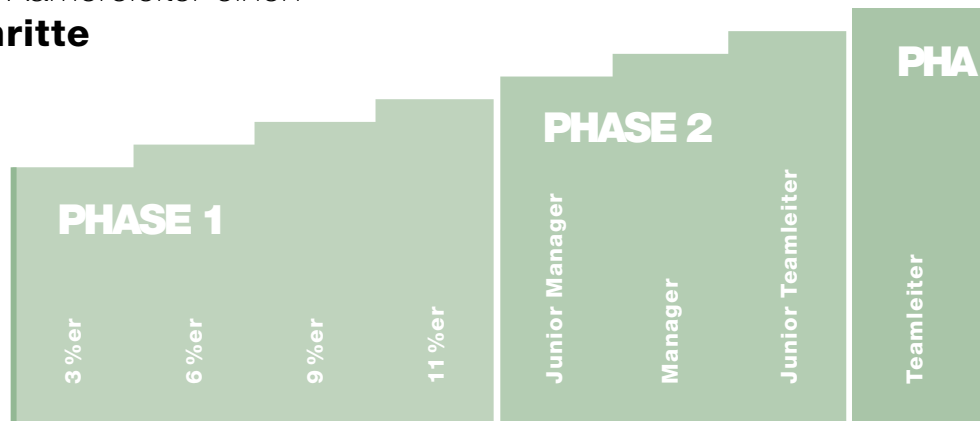 hritte
PHASE 1
3 %er
6 %er
9 %er
11 %er
PHASE 2
Junior Manager
Manager
Junior Teamleiter
PHA
Teamleiter